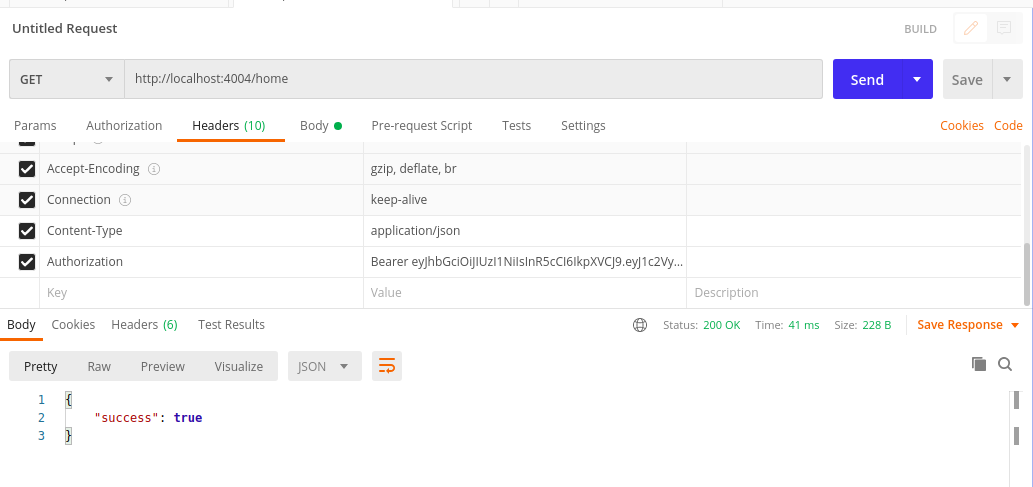 Untitled Request BUILD
GET http://localhost:4004/home Send Save
Params Authorization Headers (10) Body Pre-request Script Tests Settings Cookies Code
Accept-Encoding gzip, deflate, br
Connection keep-alive
Content-Type application/json
Authorization Bearer eyJhbGciOiJIUzI1NiIsInR5cCI6IkpXVCJ9.eyJ1c2Vy...
Key Value Description
Body Cookies Headers (6) Test Results Status: 200 OK Time: 41 ms Size: 228 B Save Response
Pretty Raw Preview Visualize JSON
1 {
2 "success": true
3 }